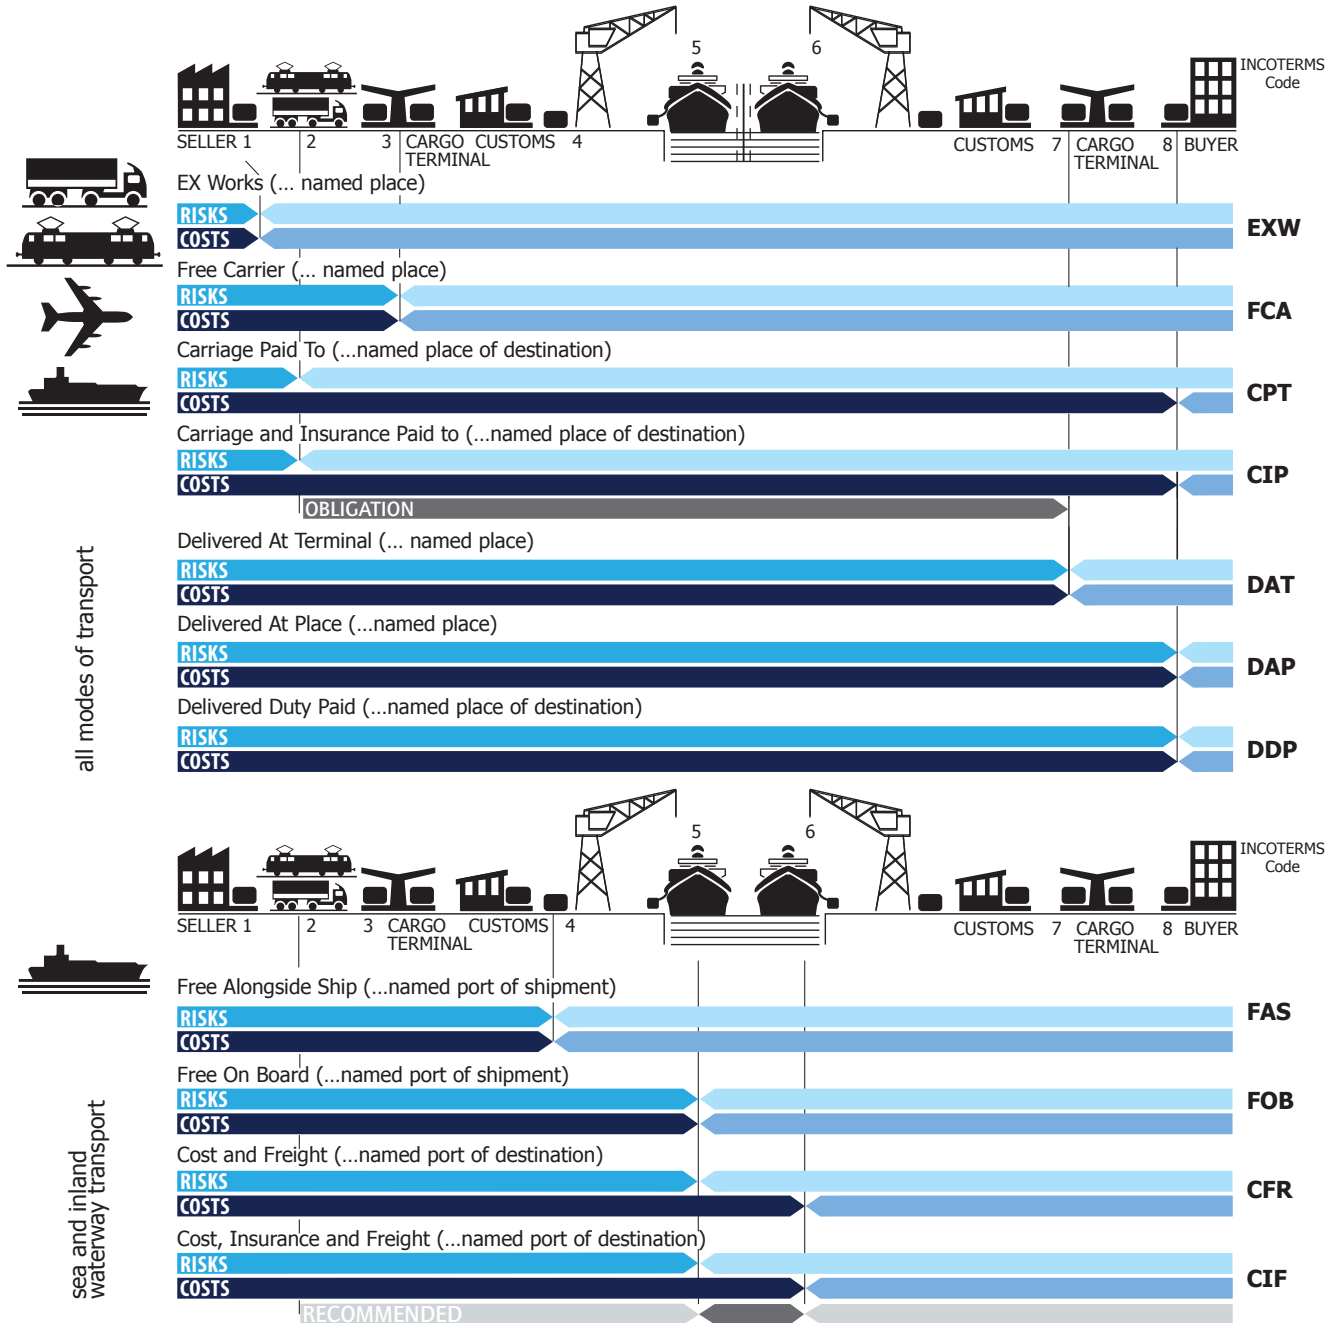 5 6
INCOTERMS
Code
SELLER 1 2 3 CARGO CUSTOMS 4 CUSTOMS 7 CARGO 8 BUYER
TERMINAL TERMINAL
EX Works (... named place)
RISKS
COSTS
EXW
Free Carrier (... named place)
RISKS
COSTS
FCA
Carriage Paid To (...named place of destination)
RISKS
COSTS
CPT
Carriage and Insurance Paid to (...named place of destination)
RISKS
COSTS
CIP
OBLIGATION
Delivered At Terminal (... named place)
RISKS
COSTS
DAT
Delivered At Place (...named place)
RISKS
COSTS
DAP
Delivered Duty Paid (...named place of destination)
RISKS
COSTS
DDP
all modes of transport
5 6
INCOTERMS
Code
SELLER 1 2 3 CARGO CUSTOMS 4 CUSTOMS 7 CARGO 8 BUYER
TERMINAL TERMINAL
Free Alongside Ship (...named port of shipment)
RISKS
COSTS
FAS
Free On Board (...named port of shipment)
RISKS
COSTS
FOB
Cost and Freight (...named port of destination)
RISKS
COSTS
CFR
Cost, Insurance and Freight (...named port of destination)
RISKS
COSTS
CIF
RECOMMENDED
sea and inland
waterway transport